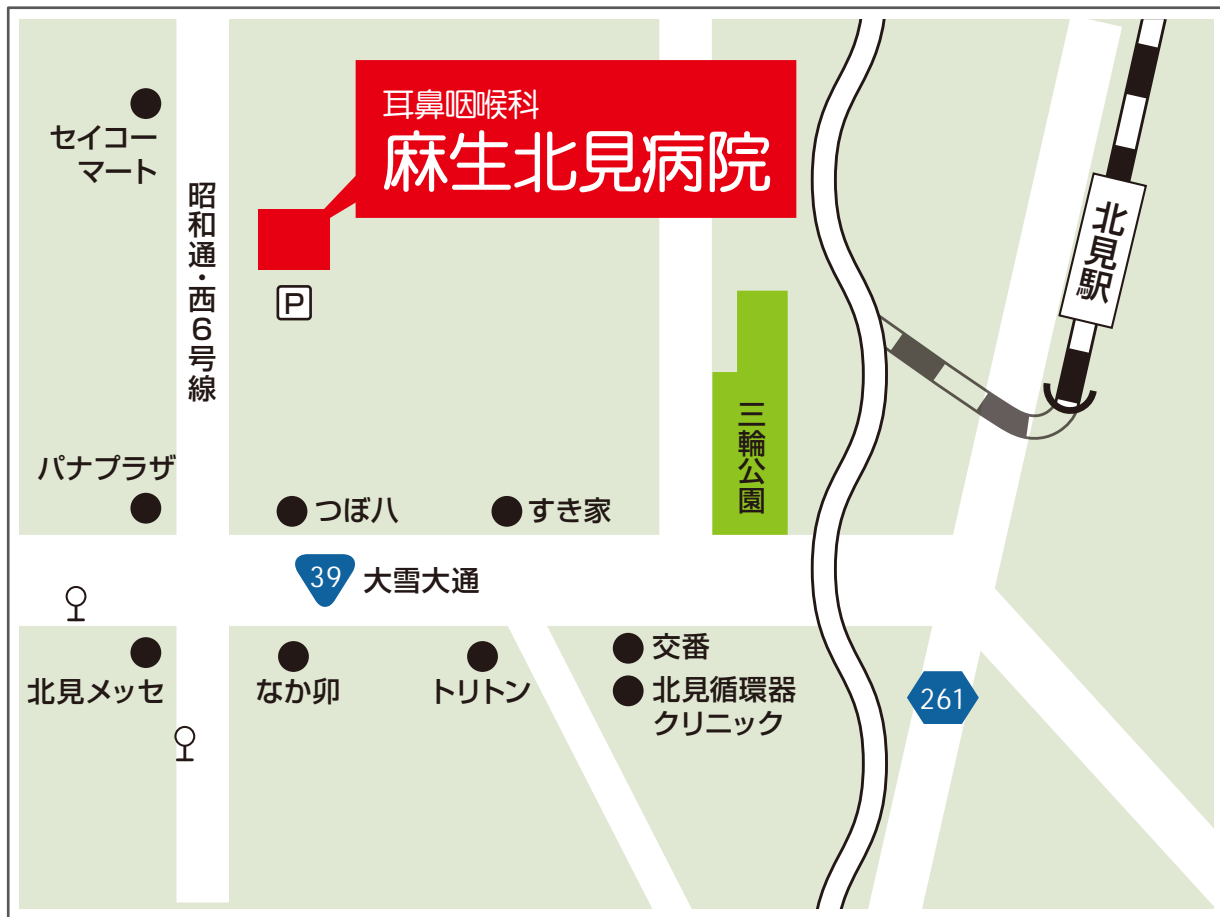 耳鼻咽喉科
麻生北見病院
セイコー
マート
昭和通・西6号線
P
北見駅
三輪公園
パナプラザ
つぼ八
すき家
39
大雪大通
北見メッセ
なか卯
トリトン
交番
北見循環器
クリニック
261